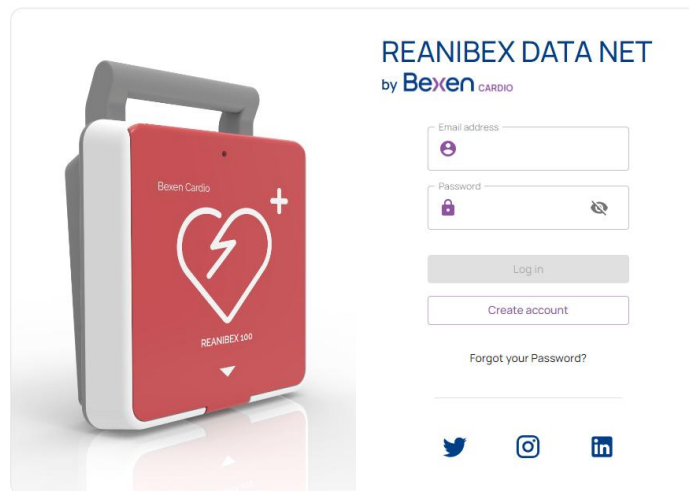 REANIBEX DATA NET
by Bexen CARDIO
Bexen Cardio
REANIBEX 100
Email address
Password
Log in
Create account
Forgot your Password?